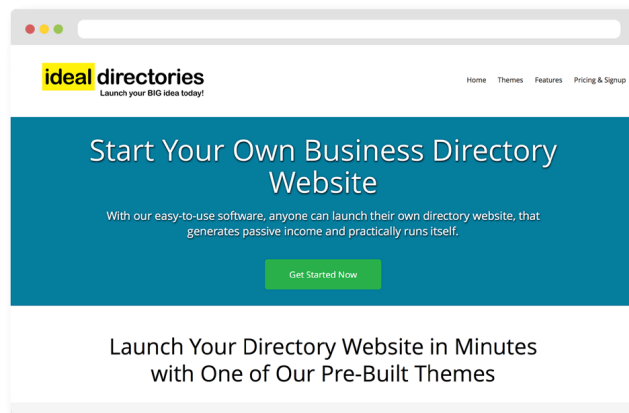 ideal directories
Launch your BIG idea today!
Home Themes Features Pricing & Signup
Start Your Own Business Directory
Website
With our easy-to-use software, anyone can launch their own directory website, that
generates passive income and practically runs itself.
Get Started Now
Launch Your Directory Website in Minutes
with One of Our Pre-Built Themes